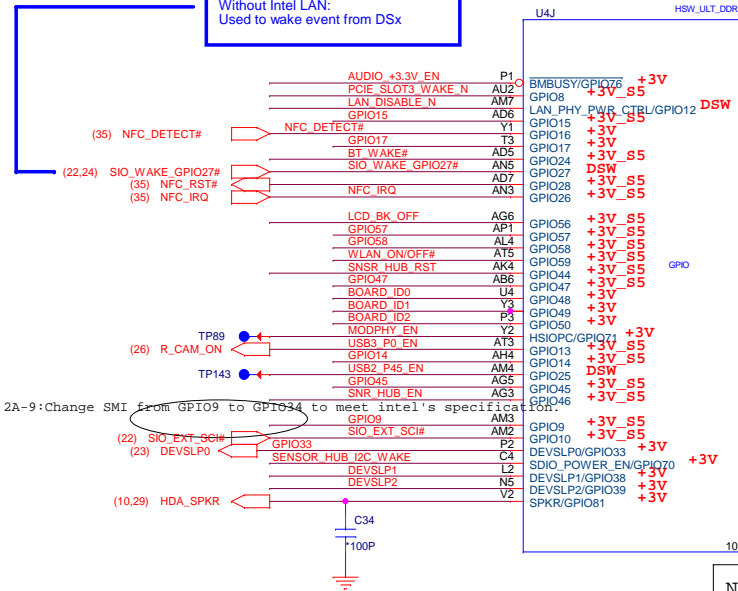 Without Intel LAN:
Used to wake event from DSx
U4J
HSW_ULT_DDR
AUDIO_+3.3V_EN P1 BMBUSY/GPIO76 +3V
PCIE_SLOT3_WAKE_N AU2 GPIO8 +3V_S5
LAN_DISABLE_N AM7 LAN_PHY_PWR_CTRL/GPIO12 DSW
GPIO15 AD6 GPIO15 +3V_S5
(35) NFC_DETECT# NFC_DETECT# Y1 GPIO16 +3V
GPIO17 T3 GPIO17 +3V
BT_WAKE# AD5 GPIO24 +3V_S5
(22,24) SIO_WAKE_GPIO27# SIO_WAKE_GPIO27# AN5 GPIO27 DSW
(35) NFC_RST# AD7 GPIO28 +3V_S5
(35) NFC_IRQ NFC_IRQ AN3 GPIO26 +3V_S5
LCD_BK_OFF AG6 GPIO56 +3V_S5
GPIO57 AP1 GPIO57 +3V_S5
GPIO58 AL4 GPIO58 +3V_S5
WLAN_ON/OFF# AT5 GPIO59 +3V_S5
SNSR_HUB_RST AK4 GPIO44 +3V_S5
GPIO
GPIO47 AB6 GPIO47 +3V_S5
BOARD_ID0 U4 GPIO48 +3V
BOARD_ID1 Y3 GPIO49 +3V
BOARD_ID2 P3 GPIO50 +3V
TP89 MODPHY_EN Y2 HSIOPC/GPIO71 +3V
(26) R_CAM_ON USB3_P0_EN AT3 GPIO13 +3V_S5
GPIO14 AH4 GPIO14 +3V_S5
TP143 USB2_P45_EN AM4 GPIO25 DSW
GPIO45 AG5 GPIO45 +3V_S5
SNR_HUB_EN AG3 GPIO46 +3V_S5
2A-9:Change SMI from GPIO9 to GPIO34 to meet intel's specification.
GPIO9 AM3 GPIO9 +3V_S5
(22) SIO_EXT_SCI# SIO_EXT_SCI# AM2 GPIO10 +3V_S5
(23) DEVSLP0 GPIO33 P2 DEVSLP0/GPIO33 +3V
SENSOR_HUB_I2C_WAKE C4 SDIO_POWER_EN/GPIO70 +3V
DEVSLP1 L2 DEVSLP1/GPIO38 +3V
DEVSLP2 N5 DEVSLP2/GPIO39 +3V
(10,29) HDA_SPKR V2 SPKR/GPIO81 +3V
C34
*100P
10
N